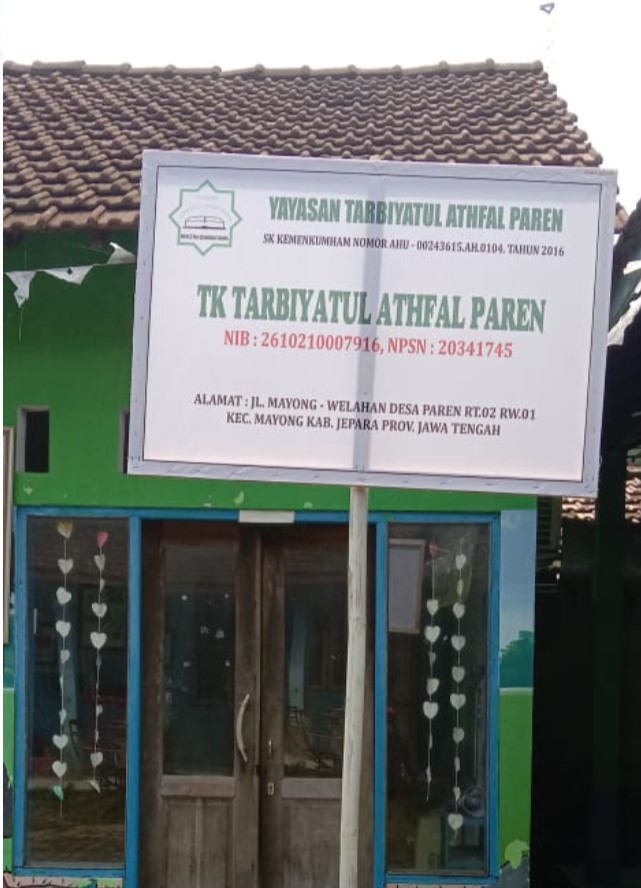 YAYASAN TARBIYATUL ATHFAL PAREN
SK KEMENKUMHAM NOMOR AHU - 00243615.AH.0104. TAHUN 2016
TK TARBIYATUL ATHFAL PAREN
NIB : 2610210007916, NPSN : 20341745
ALAMAT : JL. MAYONG - WELAHAN DESA PAREN RT.02 RW.01
KEC. MAYONG KAB. JEPARA PROV. JAWA TENGAH